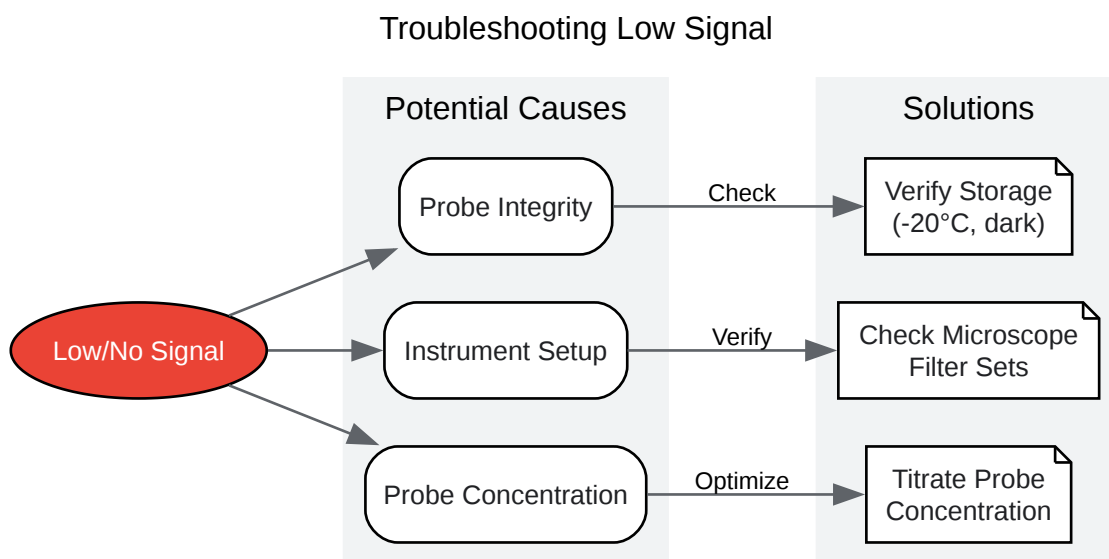 Troubleshooting Low Signal
Potential Causes
Solutions
Low/No Signal
Probe Integrity
Check
Verify Storage
(-20°C, dark)
Instrument Setup
Verify
Check Microscope
Filter Sets
Probe Concentration
Optimize
Titrate Probe
Concentration